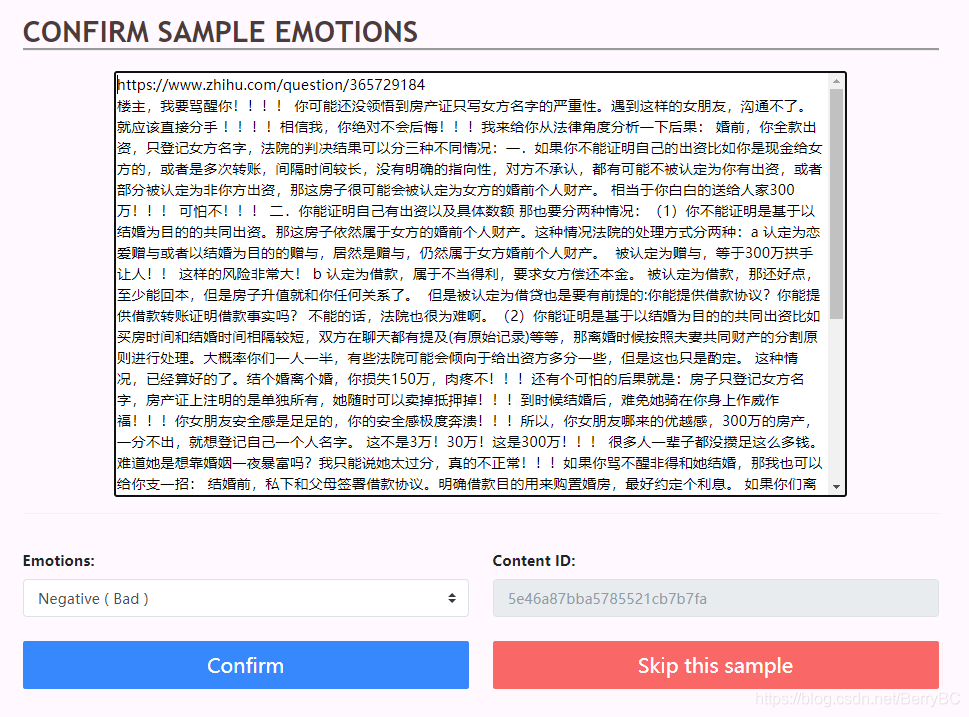 CONFIRM SAMPLE EMOTIONS
https://www.zhihu.com/question/365729184
楼主，我要骂醒你！！！！ 你可能还没领悟到房产证只写女方名字的严重性。遇到这样的女朋友，沟通不了。
就应该直接分手 ！！！！相信我，你绝对不会后悔！！！我来给你从法律角度分析一下后果： 婚前，你全款出
资，只登记女方名字，法院的判决结果可以分三种不同情况：一．如果你不能证明自己的出资比如你是现金给女
方的，或者是多次转账，间隔时间较长，没有明确的指向性，对方不承认，都有可能不被认定为你有出资，或者
部分被认定为非你方出资，那这房子很可能会被认定为女方的婚前个人财产。 相当于你白白的送给人家300
万！！！ 可怕不！！！ 二．你能证明自己有出资以及具体数额 那也要分两种情况：（1）你不能证明是基于以
结婚为目的的共同出资。那这房子依然属于女方的婚前个人财产。这种情况法院的处理方式分两种：a 认定为恋
爱赠与或者以结婚为目的的赠与，居然是赠与，仍然属于女方婚前个人财产。 被认定为赠与，等于300万拱手
让人！！ 这样的风险非常大！ b 认定为借款，属于不当得利，要求女方偿还本金。 被认定为借款，那还好点，
至少能回本，但是房子升值就和你任何关系了。 但是被认定为借贷也是要有前提的:你能提供借款协议？你能提
供借款转账证明借款事实吗？ 不能的话，法院也很为难啊。（2）你能证明是基于以结婚为目的的共同出资比如
买房时间和结婚时间相隔较短，双方在聊天都有提及(有原始记录)等等，那离婚时候按照夫妻共同财产的分割原
则进行处理。大概率你们一人一半，有些法院可能会倾向于给出资方多分一些，但是这也只是酌定。 这种情
况，已经算好的了。结个婚离个婚，你损失150万，肉疼不！！！还有个可怕的后果就是：房子只登记女方名
字，房产证上注明的是单独所有，她随时可以卖掉抵押掉！！！到时候结婚后，难免她骑在你身上作威作
福！！！你女朋友安全感是足足的，你的安全感极度奔溃！！！所以，你女朋友哪来的优越感，300万的房产，
一分不出，就想登记自己一个人名字。 这不是3万！30万！这是300万！！！ 很多人一辈子都没攒足这么多钱。
难道她是想靠婚姻一夜暴富吗？我只能说她太过分，真的不正常！！！如果你骂不醒非得和她结婚，那我也可以
给你支一招： 结婚前，私下和父母签署借款协议。明确借款目的用来购置婚房，最好约定个利息。 如果你们离
Emotions:
Content ID:
Negative ( Bad )
5e46a87bba5785521cb7b7fa
Confirm
Skip this sample
https://blog.csdn.net/BerryBC